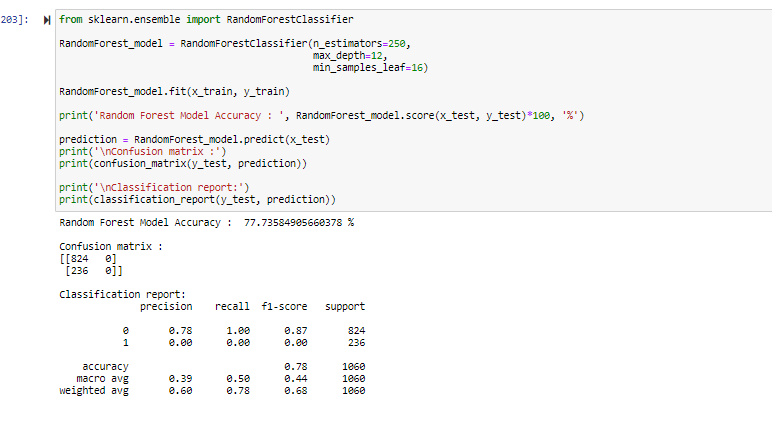 203]:
from sklearn.ensemble import RandomForestClassifier
RandomForest_model = RandomForestClassifier(n_estimators=250,
max_depth=12,
min_samples_leaf=16)
RandomForest_model.fit(x_train, y_train)
print('Random Forest Model Accuracy : ', RandomForest_model.score(x_test, y_test)*100, '%')
prediction = RandomForest_model.predict(x_test)
print('\nConfusion matrix :')
print(confusion_matrix(y_test, prediction))
print('\nClassification report:')
print(classification_report(y_test, prediction))
Random Forest Model Accuracy :  77.73584905660378 %
Confusion matrix :
[[824   0]
 [236   0]]
Classification report:
              precision    recall  f1-score   support
           0       0.78      1.00      0.87       824
           1       0.00      0.00      0.00       236
    accuracy                           0.78      1060
   macro avg       0.39      0.50      0.44      1060
weighted avg       0.60      0.78      0.68      1060